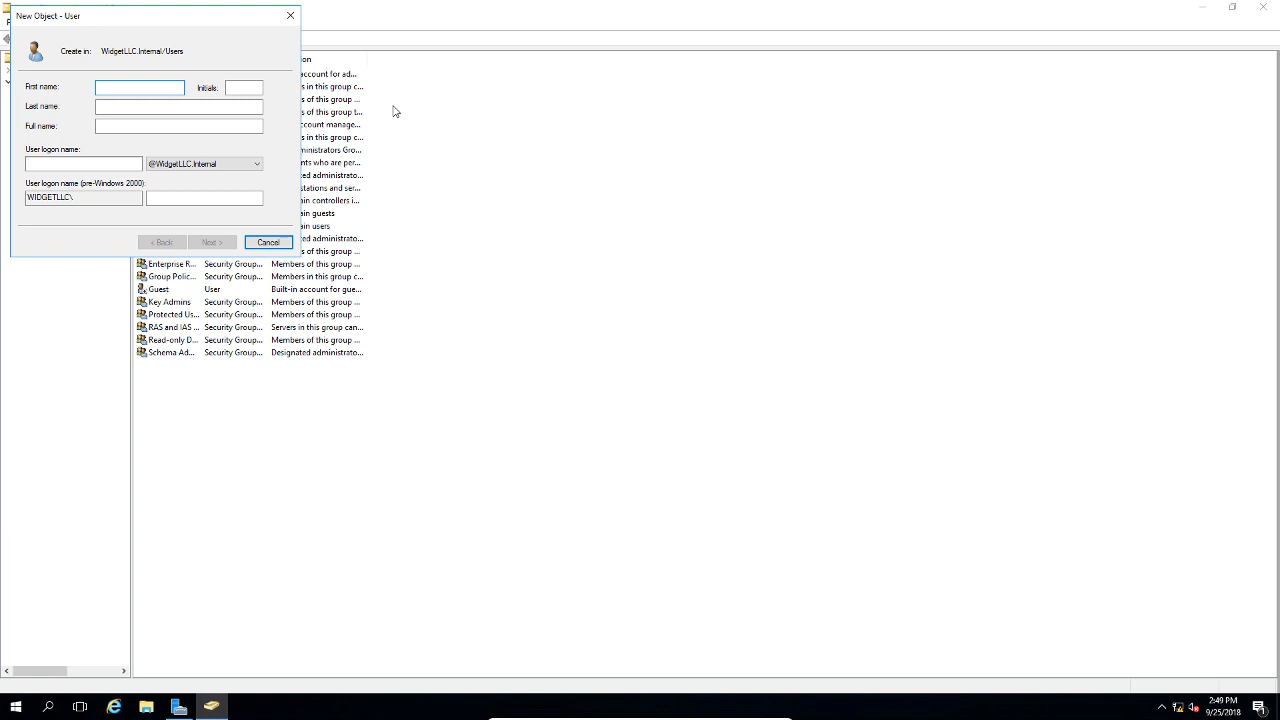 New Object - User
Create in: WidgetLLC.Internal/Users
First name: Initials:
Last name:
Full name:
User logon name:
@WidgetLLC.Internal
User logon name (pre-Windows 2000):
WIDGETLLC\
< Back Next > Cancel
on
account for ad...
s in this group c...
s of this group ...
s of this group t...
ccount manage...
s in this group c...
ministrators Gro...
nts who are per...
ated administrato...
stations and ser...
in controllers i...
ain guests
ain users
ated administrato...
s of this group ...
Enterprise R... Security Group... Members of this group ...
Group Polic... Security Group... Members in this group c...
Guest User Built-in account for gue...
Key Admins Security Group... Members of this group ...
Protected Us... Security Group... Members of this group ...
RAS and IAS ... Security Group... Servers in this group can...
Read-only D... Security Group... Members of this group ...
Schema Ad... Security Group... Designated administrato...
2:49 PM
9/25/2018
1